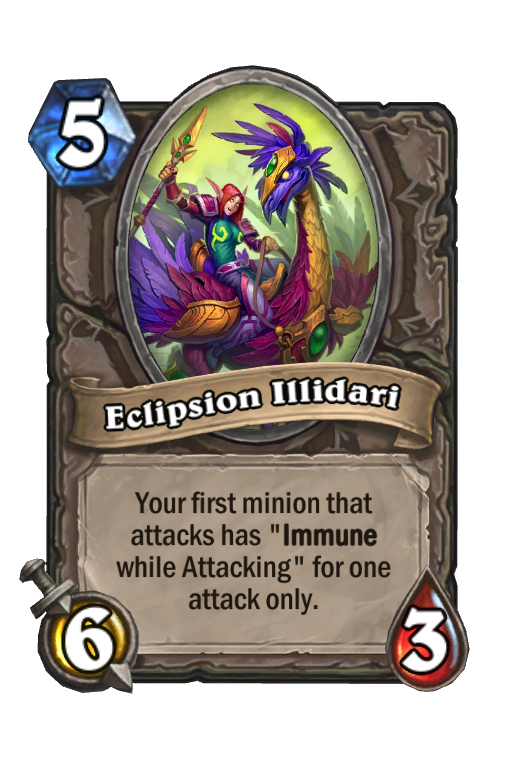 5
Eclipsion Illidari
Your first minion that
attacks has "Immune
while Attacking" for one
attack only.
6
3